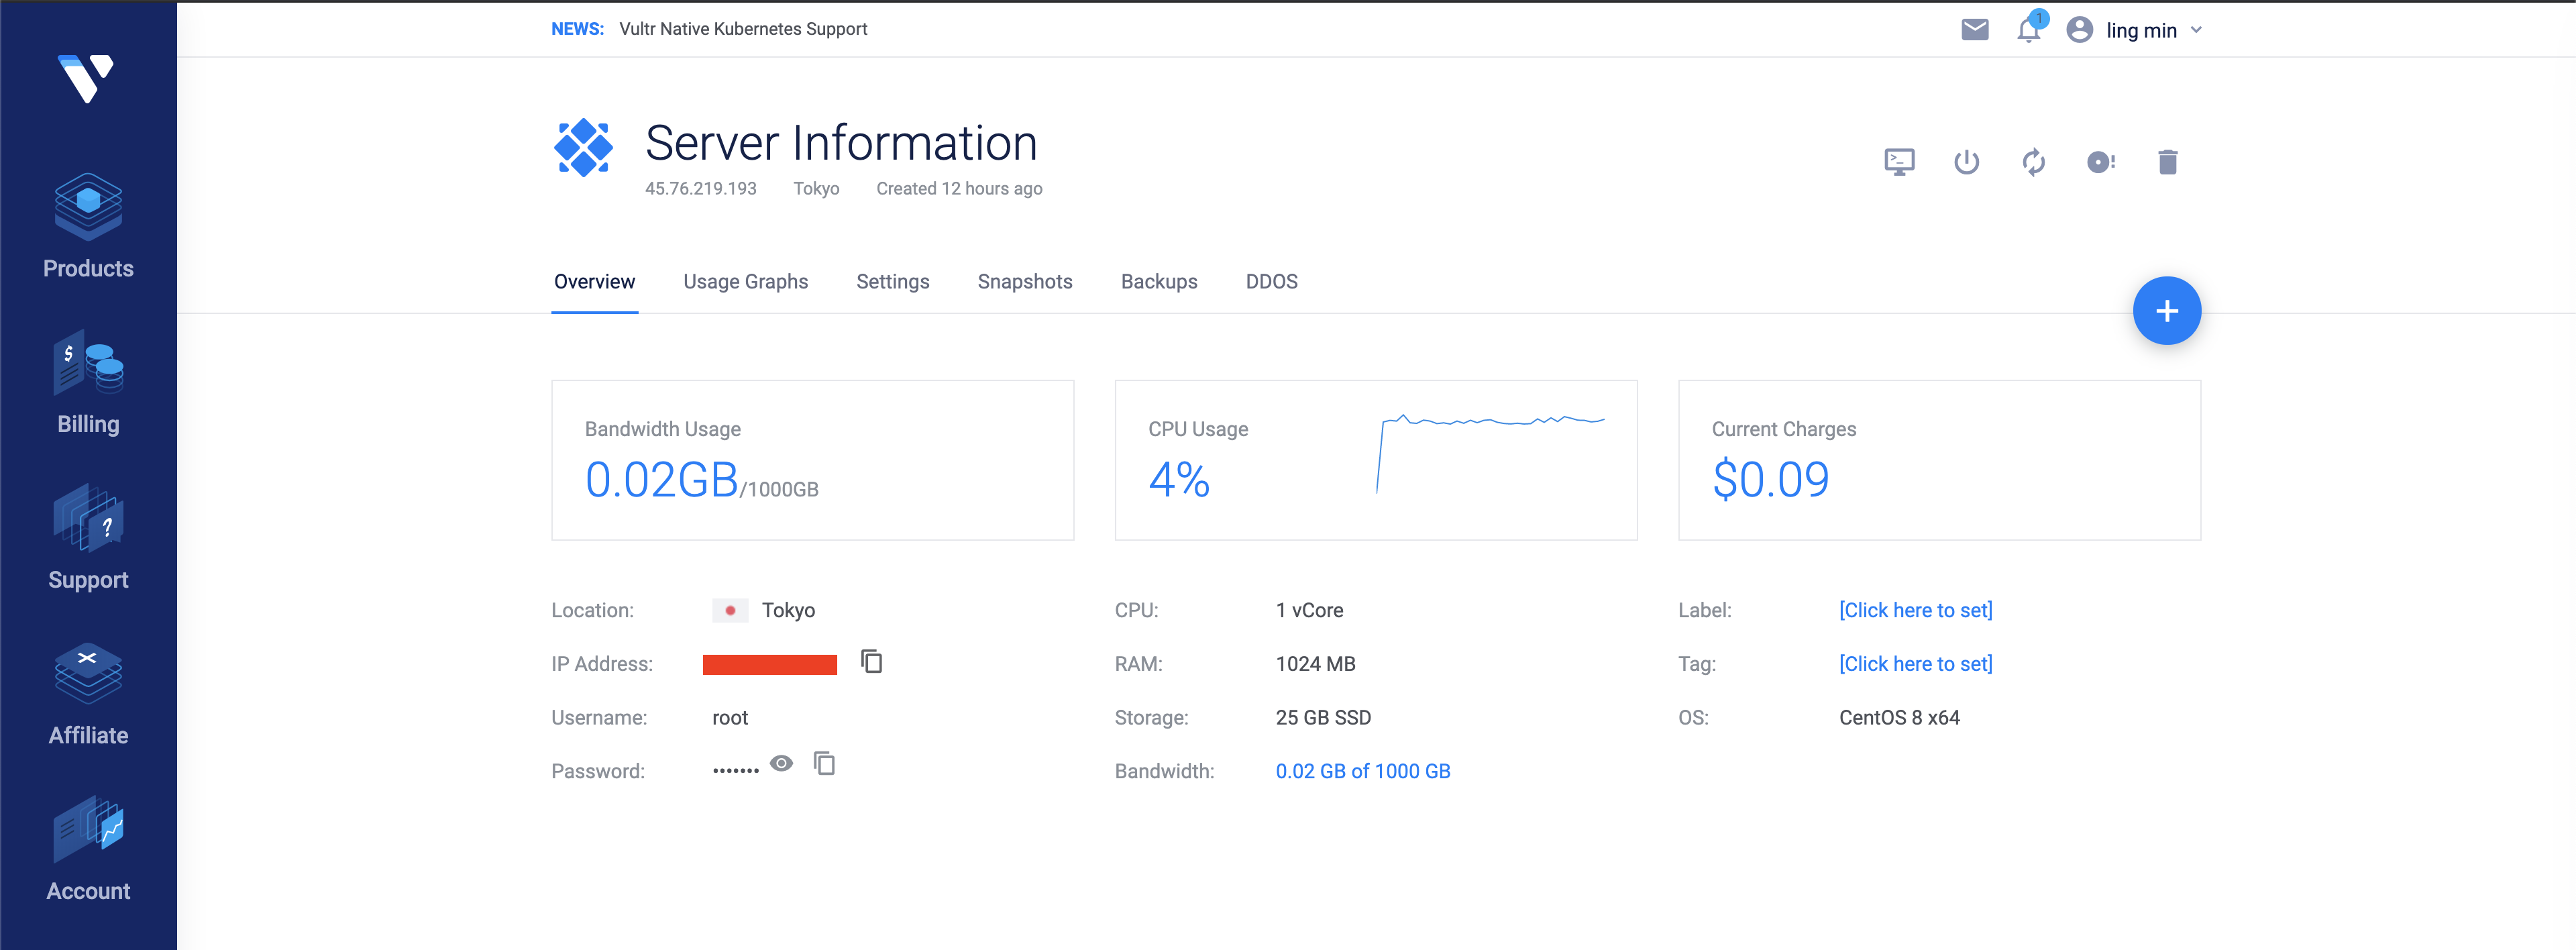 NEWS: Vultr Native Kubernetes Support
1
ling min
Server Information
45.76.219.193 Tokyo Created 12 hours ago
Products
Billing
$
Support
?
Affiliate
Account
Overview Usage Graphs Settings Snapshots Backups DDOS
+
Bandwidth Usage
0.02GB/1000GB
CPU Usage
4%
Current Charges
$0.09
Location: Tokyo
IP Address:
Username: root
Password: •••••••
CPU: 1 vCore
RAM: 1024 MB
Storage: 25 GB SSD
Bandwidth: 0.02 GB of 1000 GB
Label: [Click here to set]
Tag: [Click here to set]
OS: CentOS 8 x64